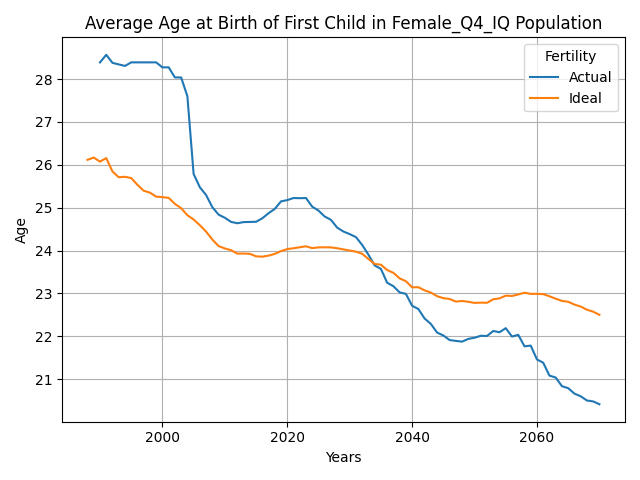 Average Age at Birth of First Child in Female_Q4_IQ Population
Fertility
Actual
Ideal
Age
28
27
26
25
24
23
22
21
2000
2020
2040
2060
Years